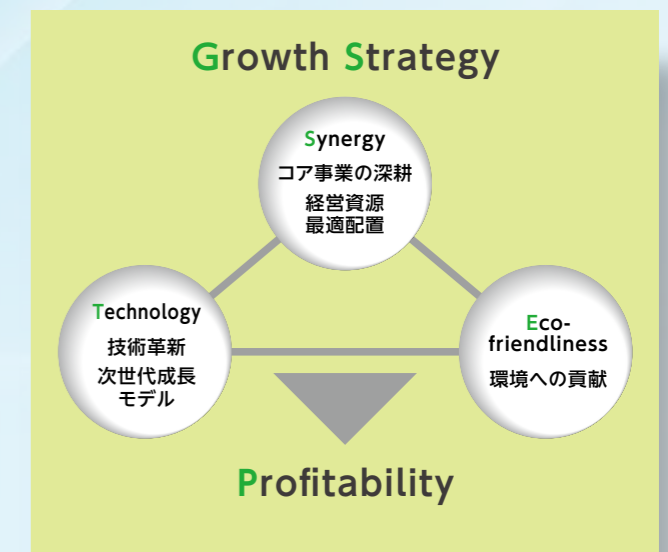 Growth Strategy
Synergy
コア事業の深耕
経営資源
最適配置
Technology
技術革新
次世代成長
モデル
Eco-
friendliness
環境への貢献
Profitability